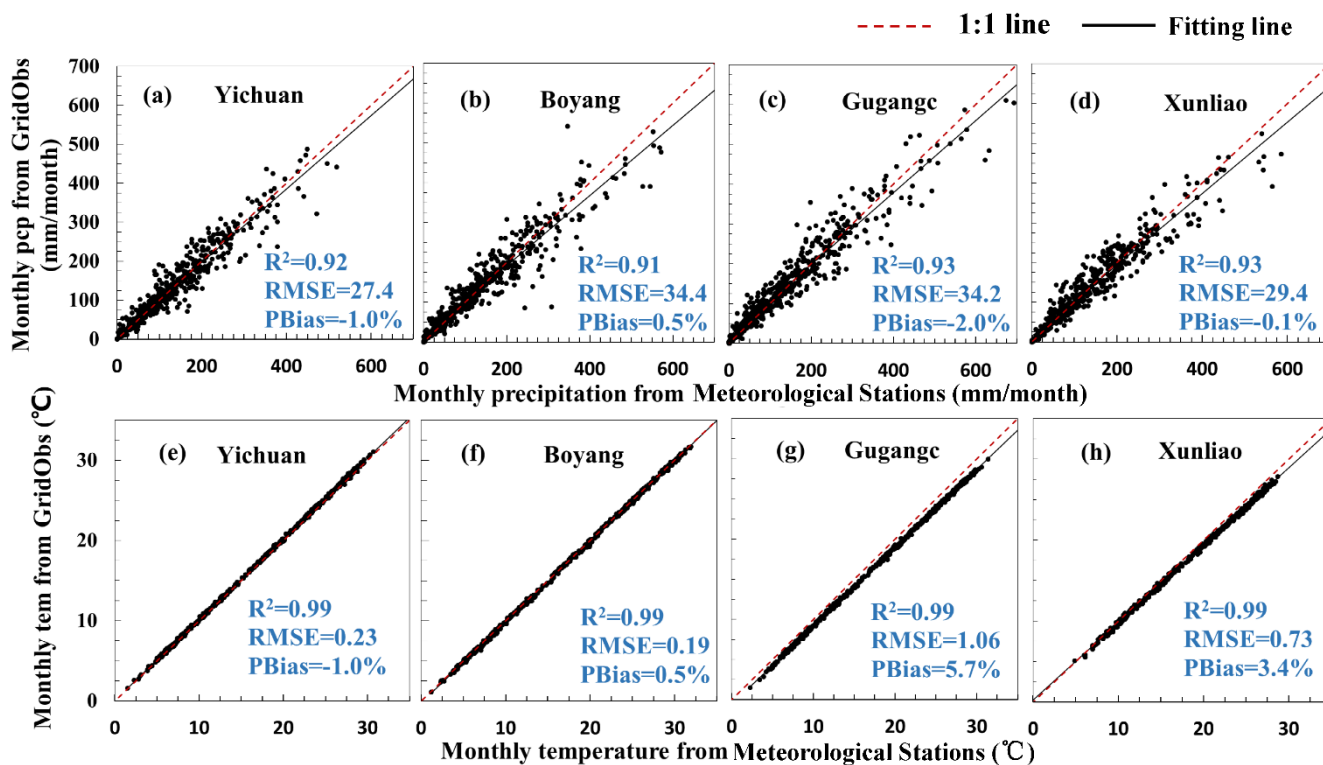 1:1 line
Fitting line
Monthly pcp from GridObs
(mm/month)
700
600
500
400
300
200
100
0
(a) Yichuan
R²=0.92
RMSE=27.4
PBias=-1.0%
0 200 400 600
(b) Boyang
R²=0.91
RMSE=34.4
PBias=0.5%
0 200 400 600
(c) Gugangc
R²=0.93
RMSE=34.2
PBias=-2.0%
0 200 400 600
(d) Xunliao
R²=0.93
RMSE=29.4
PBias=-0.1%
0 200 400 600
Monthly precipitation from Meteorological Stations (mm/month)
Monthly tem from GridObs (℃)
30
20
10
0
(e) Yichuan
R²=0.99
RMSE=0.23
PBias=-1.0%
0 10 20 30
(f) Boyang
R²=0.99
RMSE=0.19
PBias=0.5%
0 10 20 30
(g) Gugangc
R²=0.99
RMSE=1.06
PBias=5.7%
0 10 20 30
(h) Xunliao
R²=0.99
RMSE=0.73
PBias=3.4%
0 10 20 30
Monthly temperature from Meteorological Stations (℃)